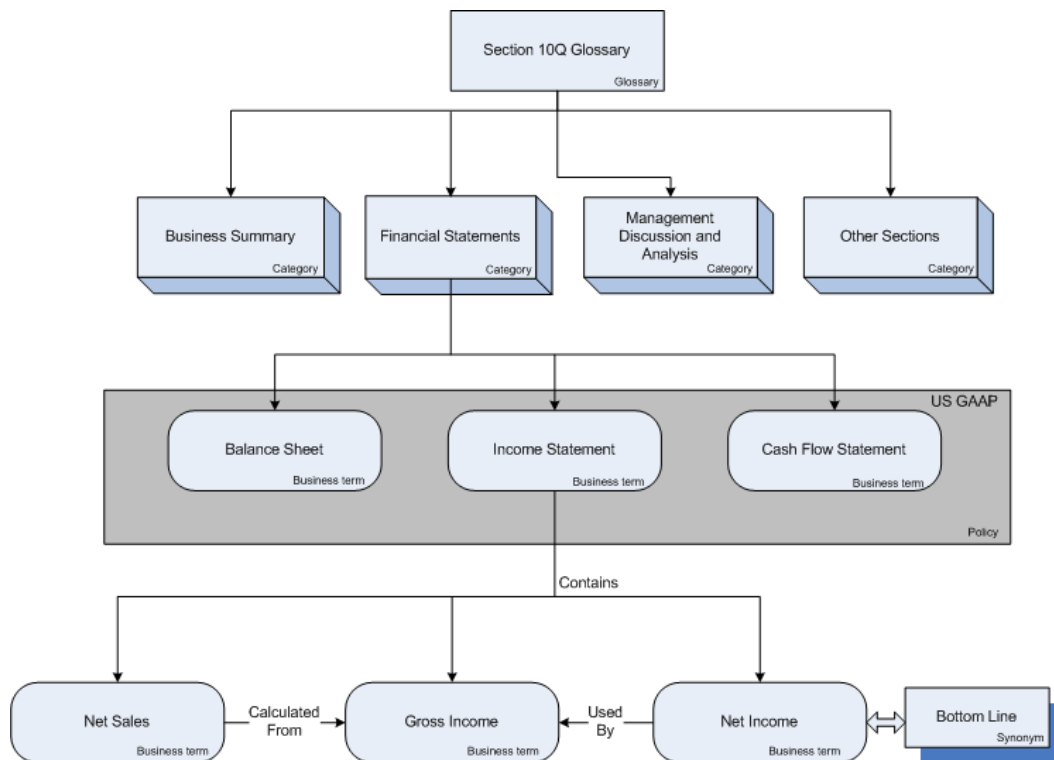 Section 10Q Glossary
Glossary
Business Summary
Category
Financial Statements
Category
Management
Discussion and
Analysis
Category
Other Sections
Category
US GAAP
Balance Sheet
Business term
Income Statement
Business term
Cash Flow Statement
Business term
Policy
Contains
Net Sales
Business term
Calculated
From
Gross Income
Business term
Used
By
Net Income
Business term
Bottom Line
Synonym